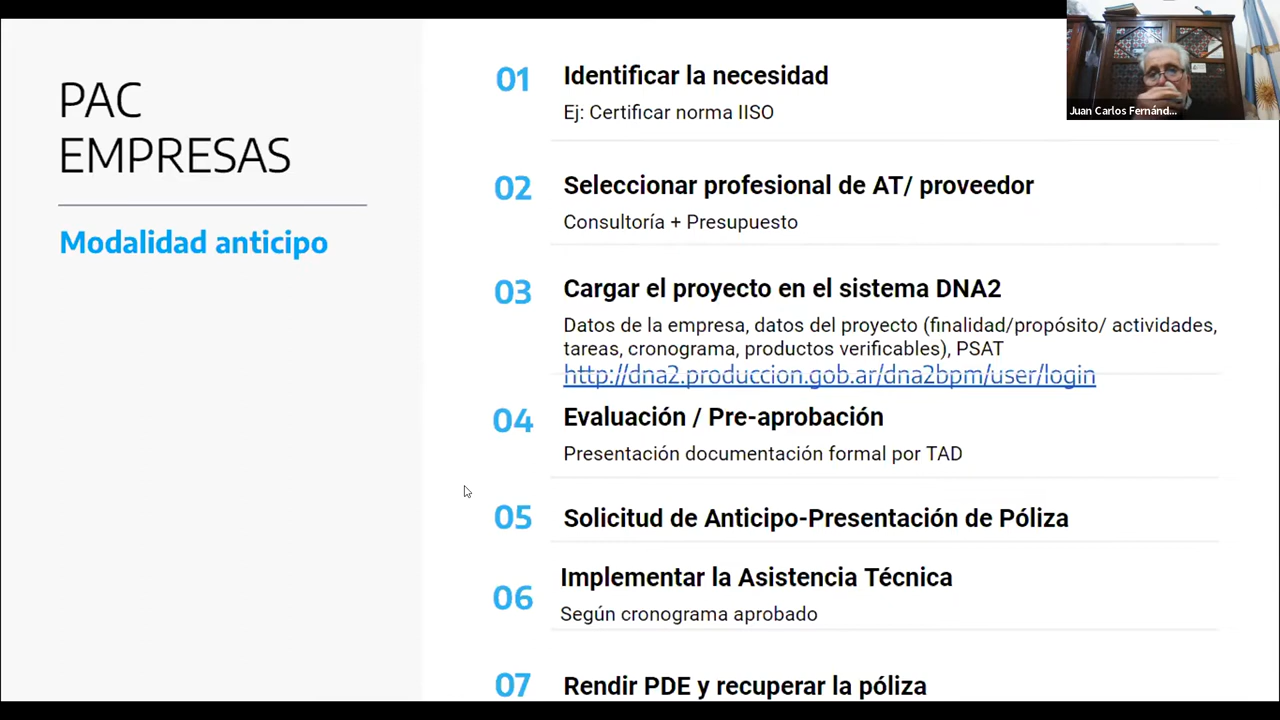 PAC
EMPRESAS
Modalidad anticipo
01
Identificar la necesidad
Ej: Certificar norma IISO
02
Seleccionar profesional de AT/ proveedor
Consultoría + Presupuesto
03
Cargar el proyecto en el sistema DNA2
Datos de la empresa, datos del proyecto (finalidad/propósito/ actividades,
tareas, cronograma, productos verificables), PSAT
http://dna2.produccion.gob.ar/dna2bpm/user/login
04
Evaluación / Pre-aprobación
Presentación documentación formal por TAD
05
Solicitud de Anticipo-Presentación de Póliza
06
Implementar la Asistencia Técnica
Según cronograma aprobado
07
Rendir PDE y recuperar la póliza
Juan Carlos Fernánd...